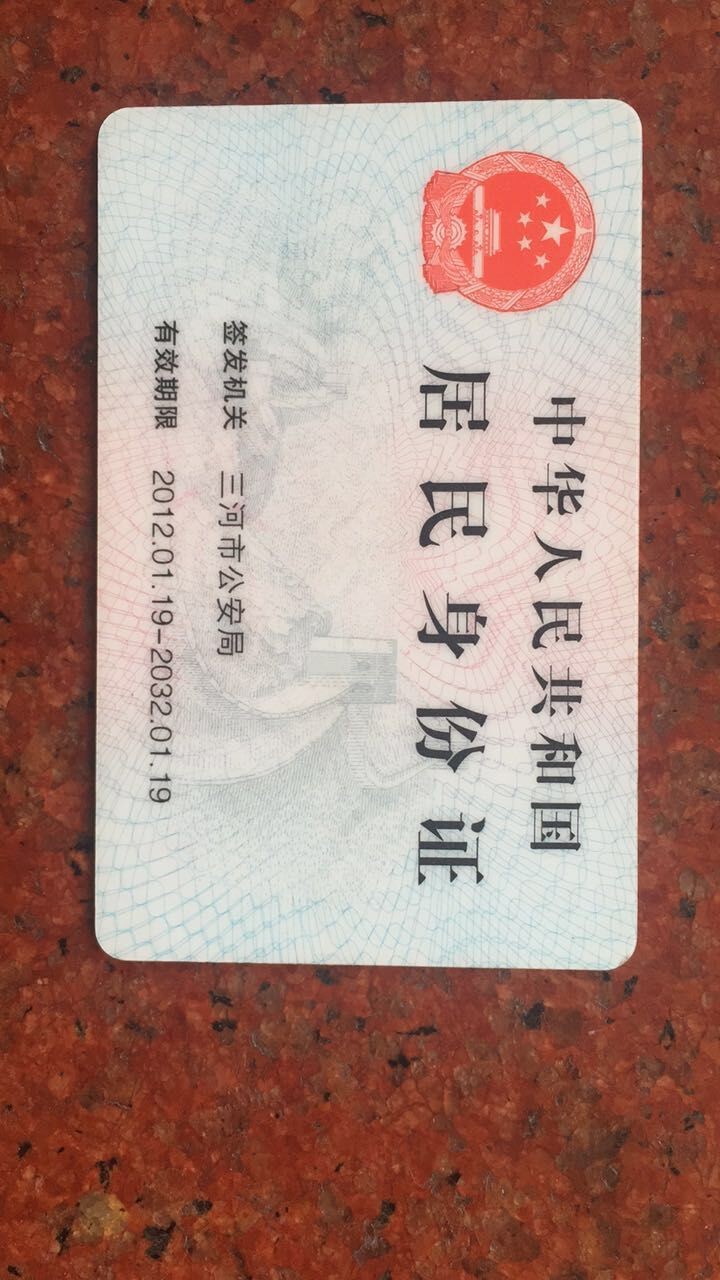 中华人民共和国
居民身份证
签发机关 三河市公安局
有效期限 2012.01.19-2032.01.19